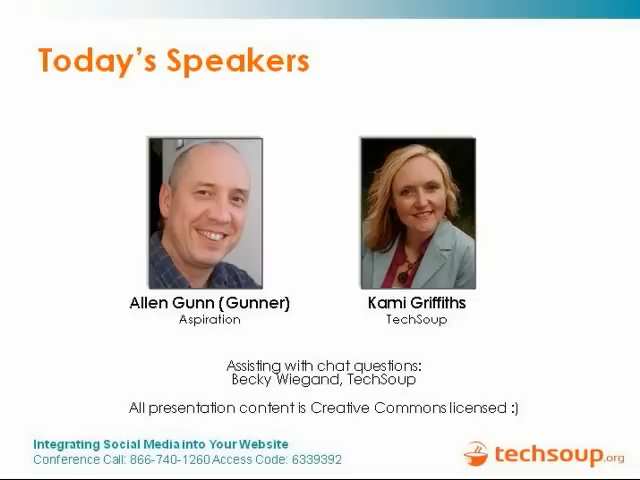 Today's Speakers
Allen Gunn (Gunner)
Aspiration
Kami Griffiths
TechSoup
Assisting with chat questions:
Becky Wiegand, TechSoup
All presentation content is Creative Commons licensed :)
Integrating Social Media into Your Website
Conference Call: 866-740-1260 Access Code: 6339392
techsoup.org